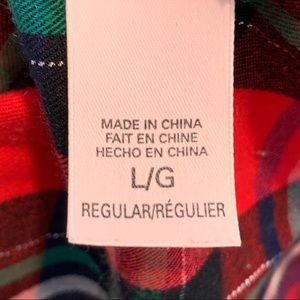 MADE IN CHINA
FAIT EN CHINE
HECHO EN CHINA
L/G
REGULAR/RÉGULIER